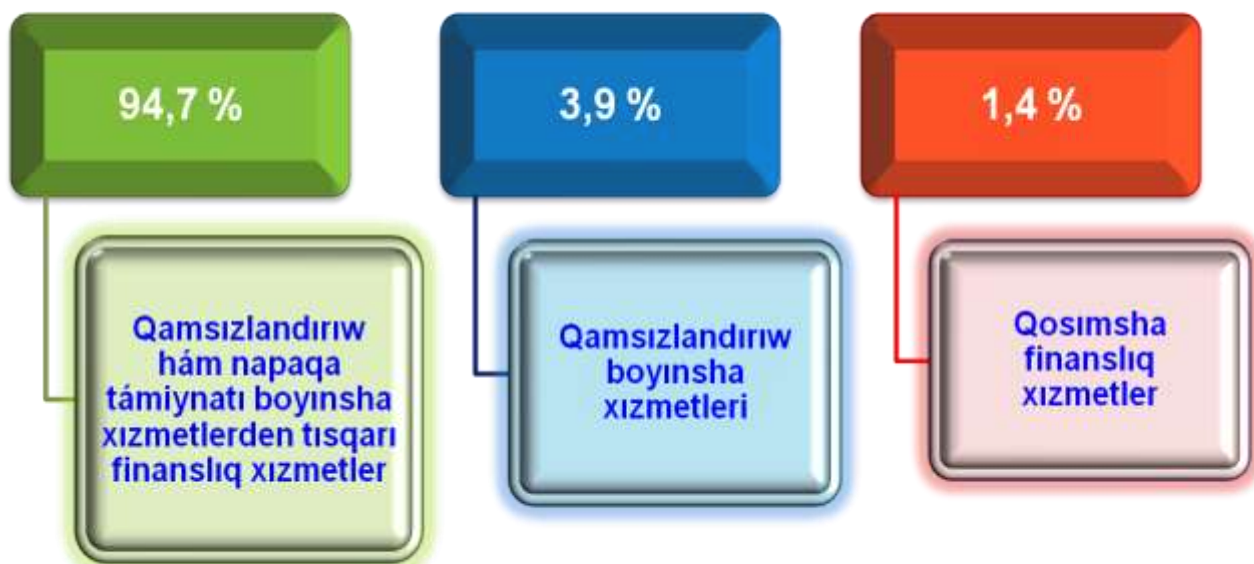 94,7 %
3,9 %
1,4 %
Qamsızlandırıw
hám napaqa
támiynatı boyınsha
xızmetlerden tısqarı
finanslıq xızmetler
Qamsızlandırıw
boyınsha
xızmetleri
Qosımsha
finanslıq
xızmetler